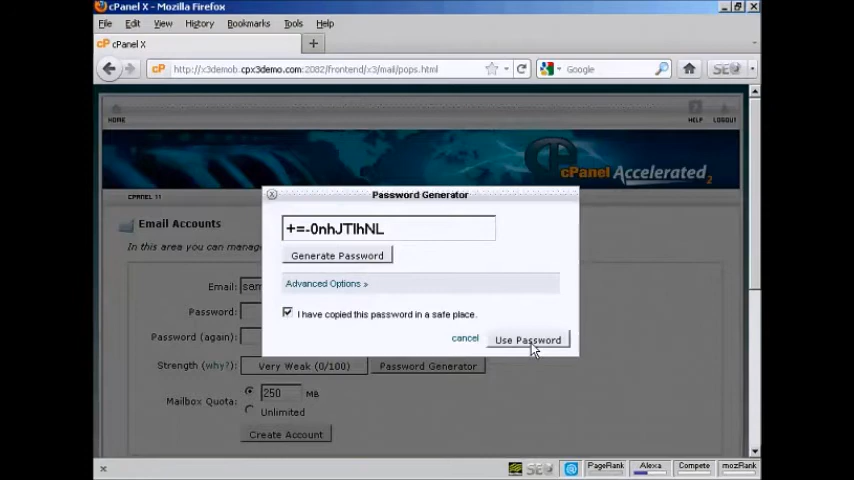 cPanel X - Mozilla Firefox
File Edit View History Bookmarks Tools Help
cPanel X
http://x3demob.cpx3demo.com:2082/frontend/x3/mail/pops.html
Google
SEO
HOME
HELP LOGOUT
cPanel Accelerated2
CPANEL 11
Password Generator
Email Accounts
+=-0nhJTlhNL
In this area you can manag
Generate Password
Email: sam
Advanced Options »
Password:
I have copied this password in a safe place.
Password (again):
cancel Use Password
Strength (why?): Very Weak (0/100) Password Generator
Mailbox Quota: 250 MB
Unlimited
Create Account
SEO PageRank Alexa Compete mozRank